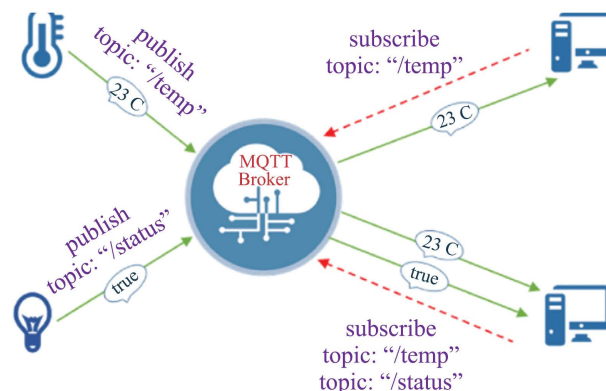 publish
topic: “/temp”
23 C
subscribe
topic: “/temp”
23 C
MQTT
Broker
publish
topic: “/status”
true
23 C
true
subscribe
topic: “/temp”
topic: “/status”